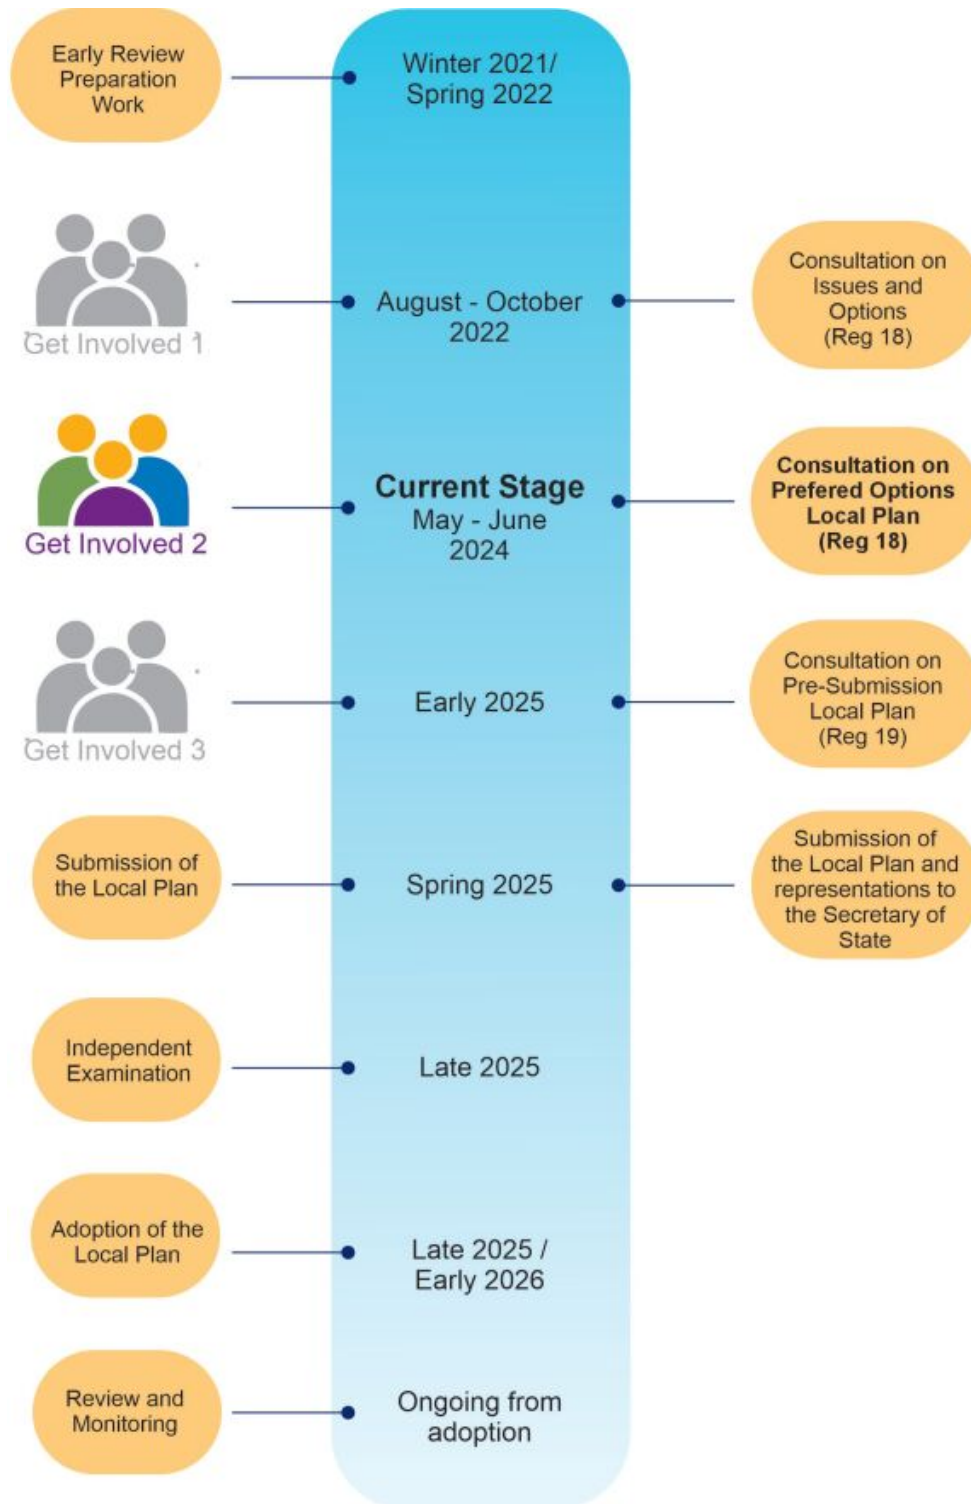 Early Review
Preparation
Work
Winter 2021/
Spring 2022
Get Involved 1
August - October
2022
Consultation on
Issues and
Options
(Reg 18)
Get Involved 2
Current Stage
May - June
2024
Consultation on
Prefered Options
Local Plan
(Reg 18)
Get Involved 3
Early 2025
Consultation on
Pre-Submission
Local Plan
(Reg 19)
Submission of
the Local Plan
Spring 2025
Submission of
the Local Plan and
representations to
the Secretary of
State
Independent
Examination
Late 2025
Adoption of the
Local Plan
Late 2025 /
Early 2026
Review and
Monitoring
Ongoing from
adoption